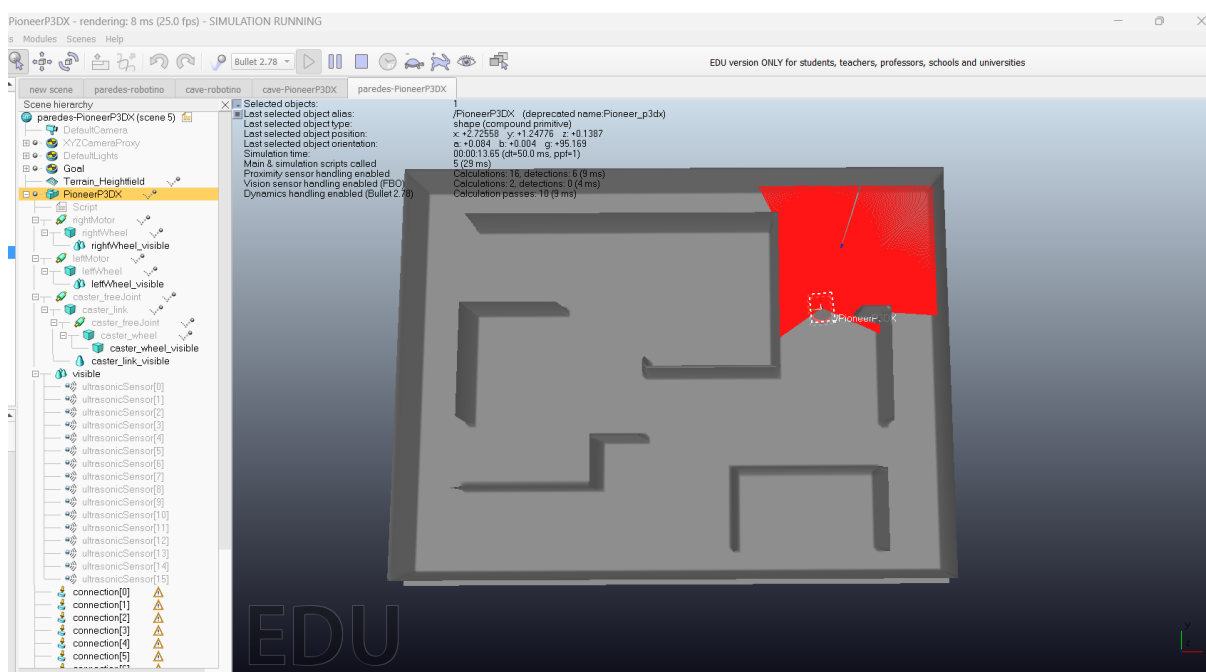 PioneerP3DX - rendering: 8 ms (25.0 fps) - SIMULATION RUNNING
s Modules Scenes Help
Bullet 2.78
EDU version ONLY for students, teachers, professors, schools and universities
new scene paredes-robotino cave-robotino cave-PioneerP3DX paredes-PioneerP3DX
Scene hierarchy
paredes-PioneerP3DX (scene 5)
DefaultCamera
XYZCameraProxy
DefaultLights
Goal
Terrain_Heightfield
PioneerP3DX
Script
rightMotor
rightWheel
rightWheel_visible
leftMotor
leftWheel
leftWheel_visible
caster_freeJoint
caster_link
caster_freeJoint
caster_wheel
caster_wheel_visible
caster_link_visible
visible
ultrasonicSensor[0]
ultrasonicSensor[1]
ultrasonicSensor[2]
ultrasonicSensor[3]
ultrasonicSensor[4]
ultrasonicSensor[5]
ultrasonicSensor[6]
ultrasonicSensor[7]
ultrasonicSensor[8]
ultrasonicSensor[9]
ultrasonicSensor[10]
ultrasonicSensor[11]
ultrasonicSensor[12]
ultrasonicSensor[13]
ultrasonicSensor[14]
ultrasonicSensor[15]
connection[0]
connection[1]
connection[2]
connection[3]
connection[4]
connection[5]
Selected objects: 1
Last selected object alias: /PioneerP3DX (deprecated name:Pioneer_p3dx)
Last selected object type: shape (compound primitive)
Last selected object position: x: +2.72558 y: +1.24776 z: +0.1387
Last selected object orientation: a: +0.084 b: +0.004 g: +95.169
Simulation time: 00:00:13.65 (dt=50.0 ms, ppf=1)
Main & simulation scripts called 5 (29 ms)
Proximity sensor handling enabled Calculations: 16, detections: 6 (9 ms)
Vision sensor handling enabled (FBO) Calculations: 2, detections: 0 (4 ms)
Dynamics handling enabled (Bullet 2.78) Calculation passes: 10 (9 ms)
/PioneerP3DX
EDU
y